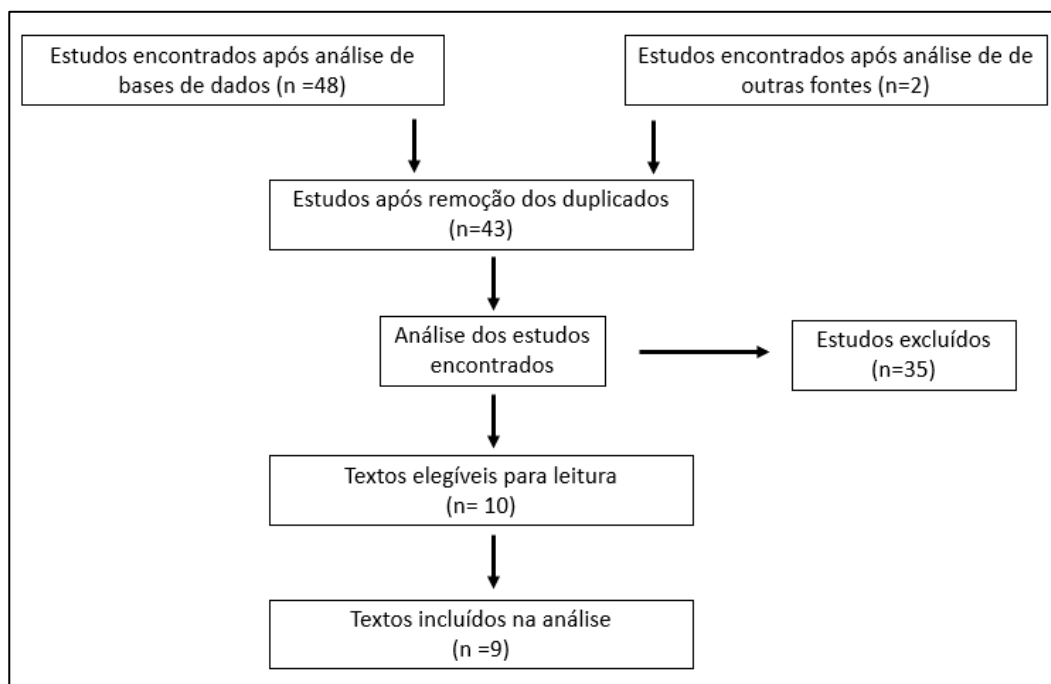 Estudos encontrados após análise de
bases de dados (n =48)
Estudos encontrados após análise de de
outras fontes (n=2)
Estudos após remoção dos duplicados
(n=43)
Análise dos estudos
encontrados
Estudos excluídos
(n=35)
Textos elegíveis para leitura
(n= 10)
Textos incluídos na análise
(n =9)